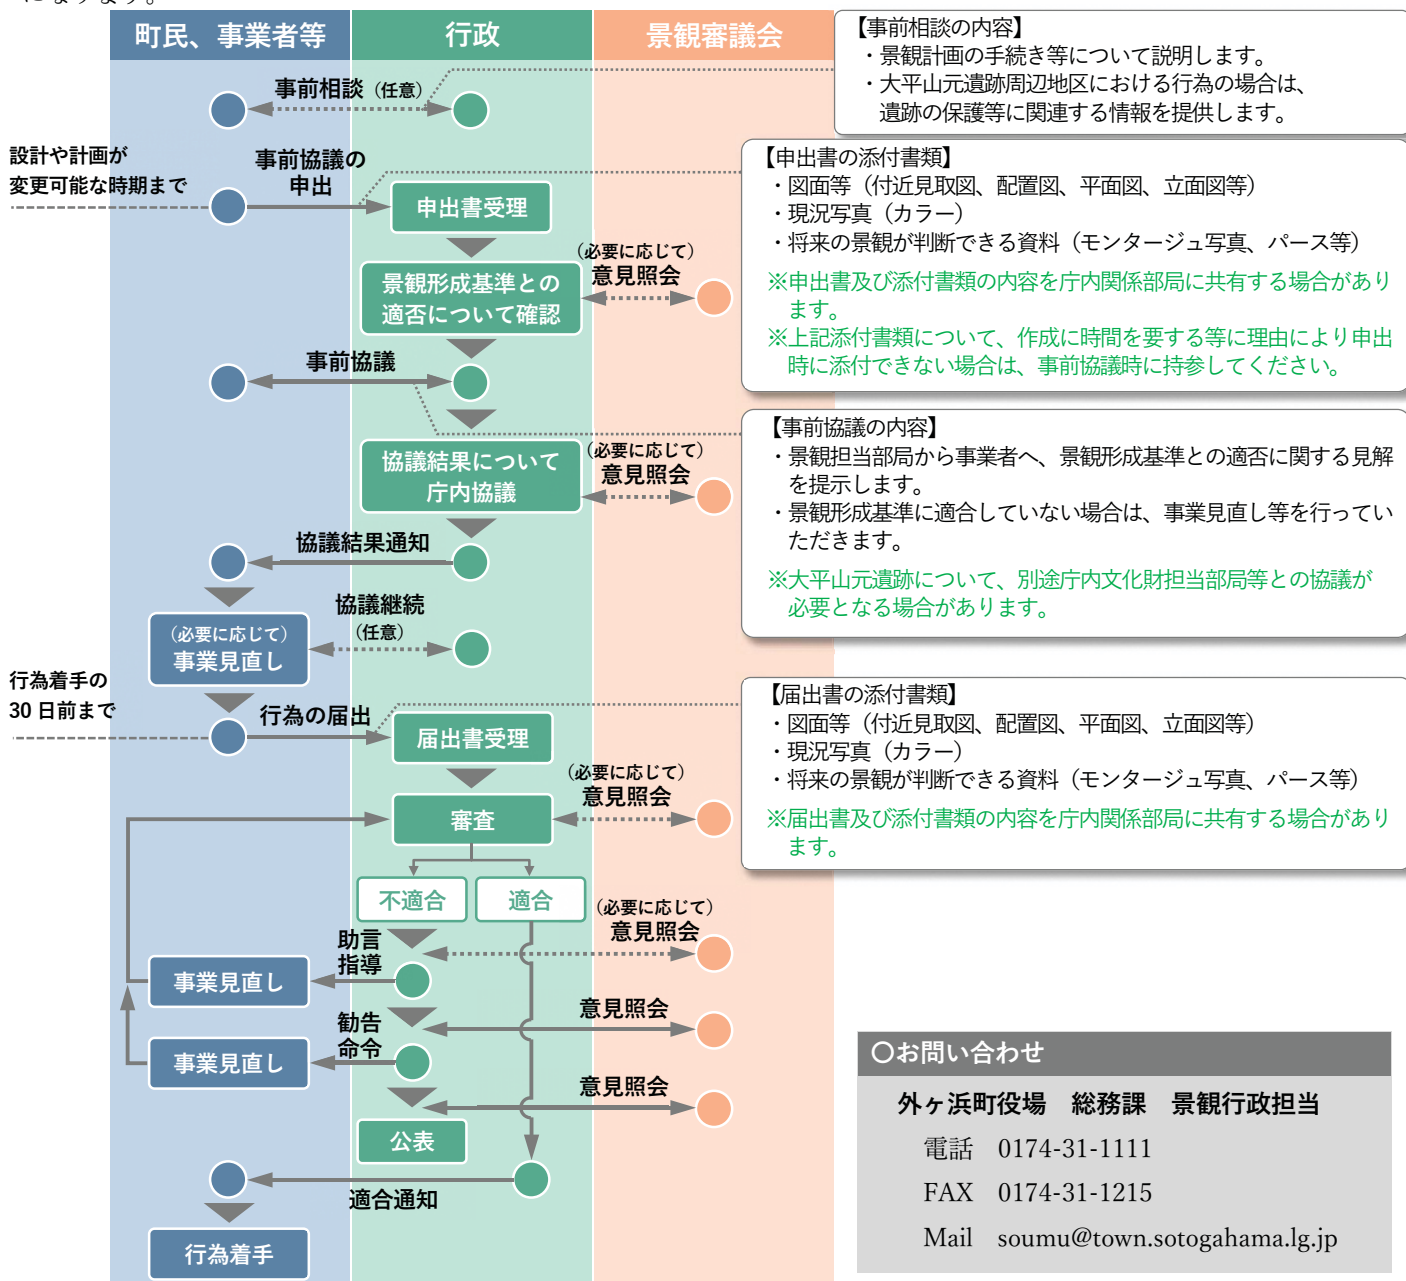 になります。
町民、事業者等
行政
景観審議会
事前相談（任意）
【事前相談の内容】
・景観計画の手続き等について説明します。
・大平山元遺跡周辺地区における行為の場合は、
遺跡の保護等に関連する情報を提供します。
設計や計画が
変更可能な時期まで
事前協議の
申出
申出書受理
【申出書の添付書類】
・図面等（付近見取図、配置図、平面図、立面図等）
・現況写真（カラー）
・将来の景観が判断できる資料（モンタージュ写真、パース等）
※申出書及び添付書類の内容を庁内関係部局に共有する場合があり
ます。
※上記添付書類について、作成に時間を要する等に理由により申出
時に添付できない場合は、事前協議時に持参してください。
景観形成基準との
適否について確認
（必要に応じて）
意見照会
事前協議
【事前協議の内容】
・景観担当部局から事業者へ、景観形成基準との適否に関する見解
を提示します。
・景観形成基準に適合していない場合は、事業見直し等を行ってい
ただきます。
※大平山元遺跡について、別途庁内文化財担当部局等との協議が
必要となる場合があります。
協議結果について
庁内協議
（必要に応じて）
意見照会
協議結果通知
（必要に応じて）
事業見直し
協議継続
（任意）
行為着手の
30 日前まで
行為の届出
届出書受理
【届出書の添付書類】
・図面等（付近見取図、配置図、平面図、立面図等）
・現況写真（カラー）
・将来の景観が判断できる資料（モンタージュ写真、パース等）
※届出書及び添付書類の内容を庁内関係部局に共有する場合があり
ます。
審査
（必要に応じて）
意見照会
不適合
適合
（必要に応じて）
意見照会
助言
指導
事業見直し
意見照会
勧告
命令
事業見直し
意見照会
公表
適合通知
行為着手
〇お問い合わせ
外ヶ浜町役場　総務課　景観行政担当
電話　0174-31-1111
FAX　0174-31-1215
Mail　soumu@town.sotogahama.lg.jp